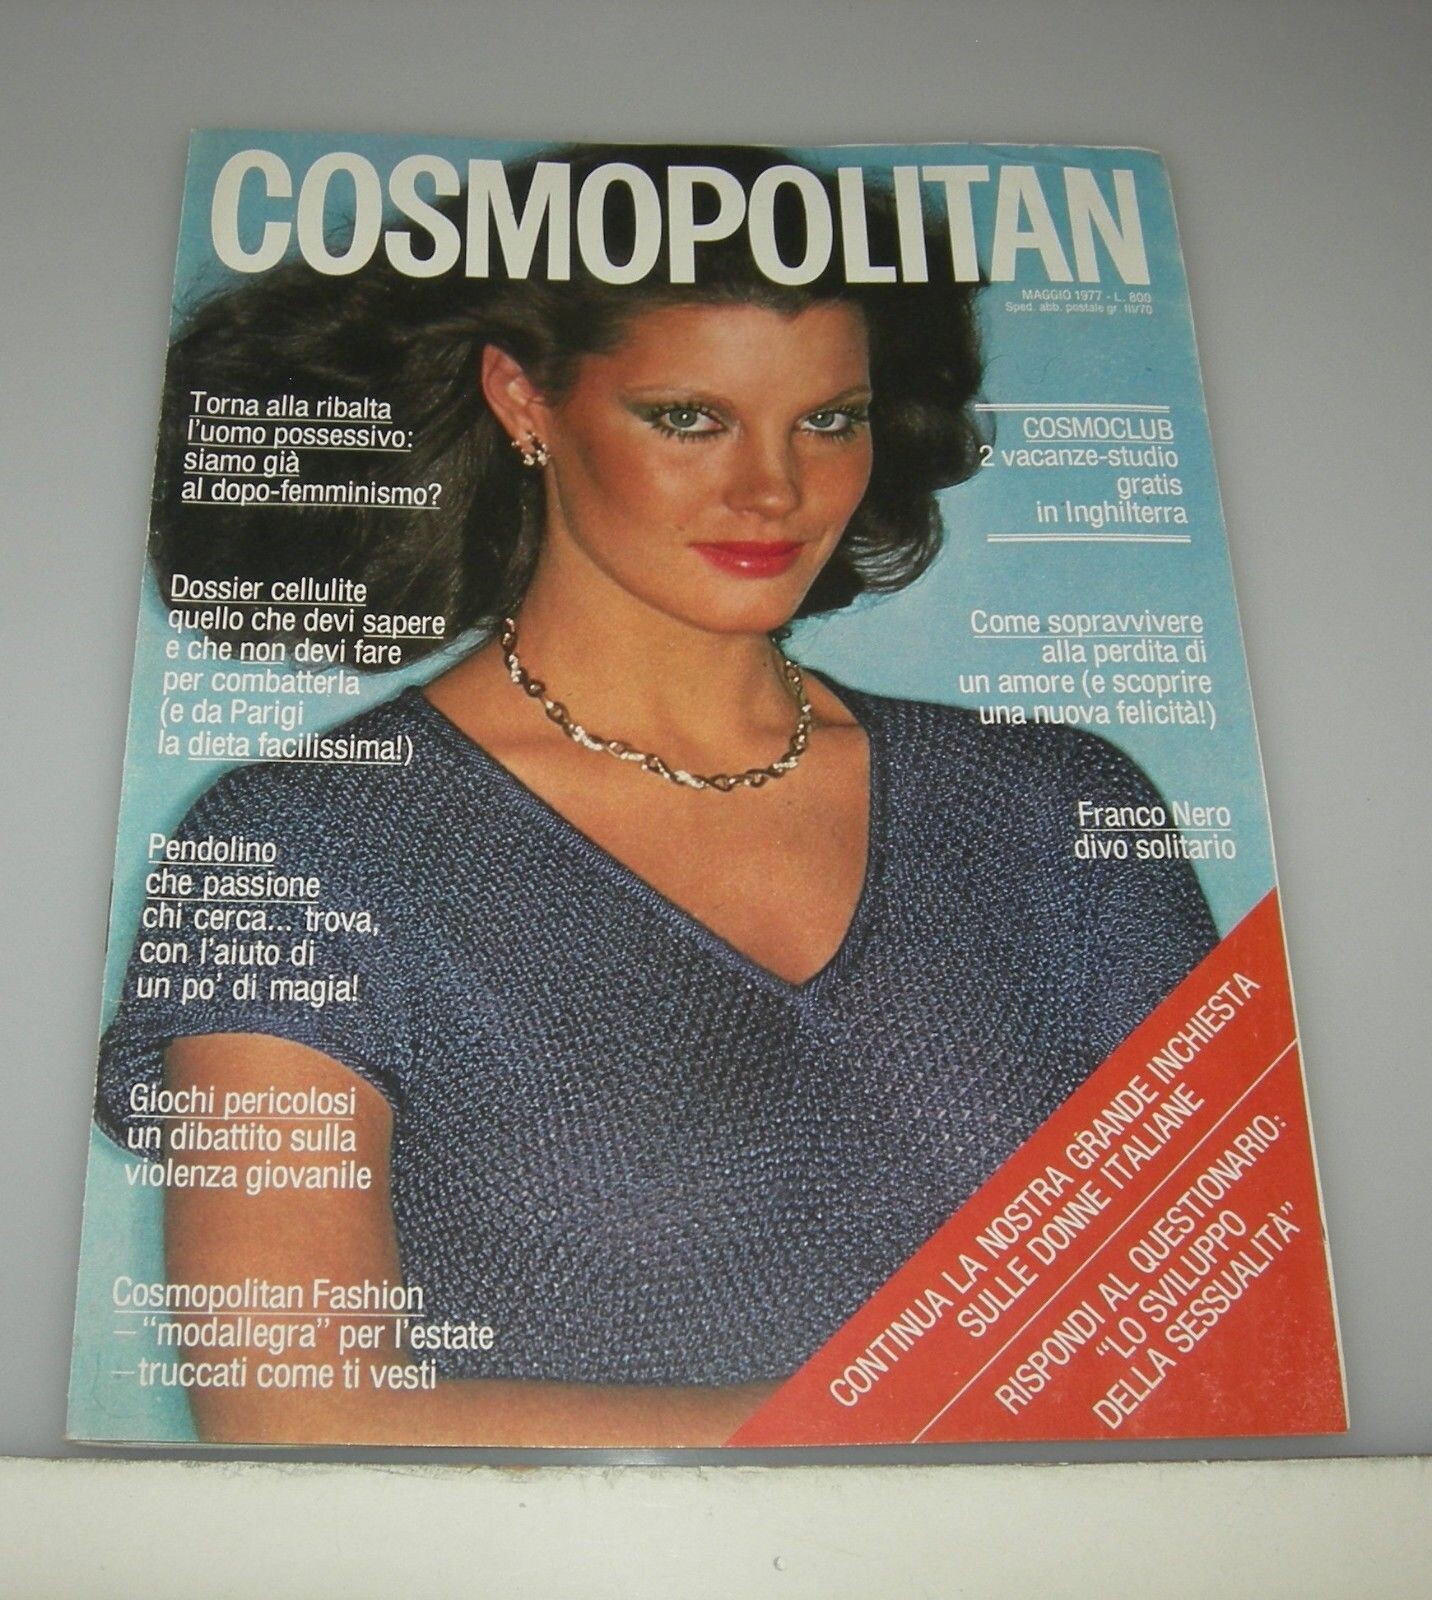 COSMOPOLITAN
MAGGIO 1977 - L. 800
Sped. abb. postale gr. III/70
Torna alla ribalta
l'uomo possessivo:
siamo già
al dopo-femminismo?
Dossier cellulite
quello che devi sapere
e che non devi fare
per combatterla
(e da Parigi
la dieta facilissima!)
Pendolino
che passione
chi cerca... trova,
con l'aiuto di
un po' di magia!
Giochi pericolosi
un dibattito sulla
violenza giovanile
Cosmopolitan Fashion
–"modallegra" per l'estate
–truccati come ti vesti
COSMOCLUB
2 vacanze-studio
gratis
in Inghilterra
Come sopravvivere
alla perdita di
un amore (e scoprire
una nuova felicità!)
Franco Nero
divo solitario
CONTINUA LA NOSTRA GRANDE INCHIESTA
SULLE DONNE ITALIANE
RISPONDI AL QUESTIONARIO:
"LO SVILUPPO
DELLA SESSUALITÀ"